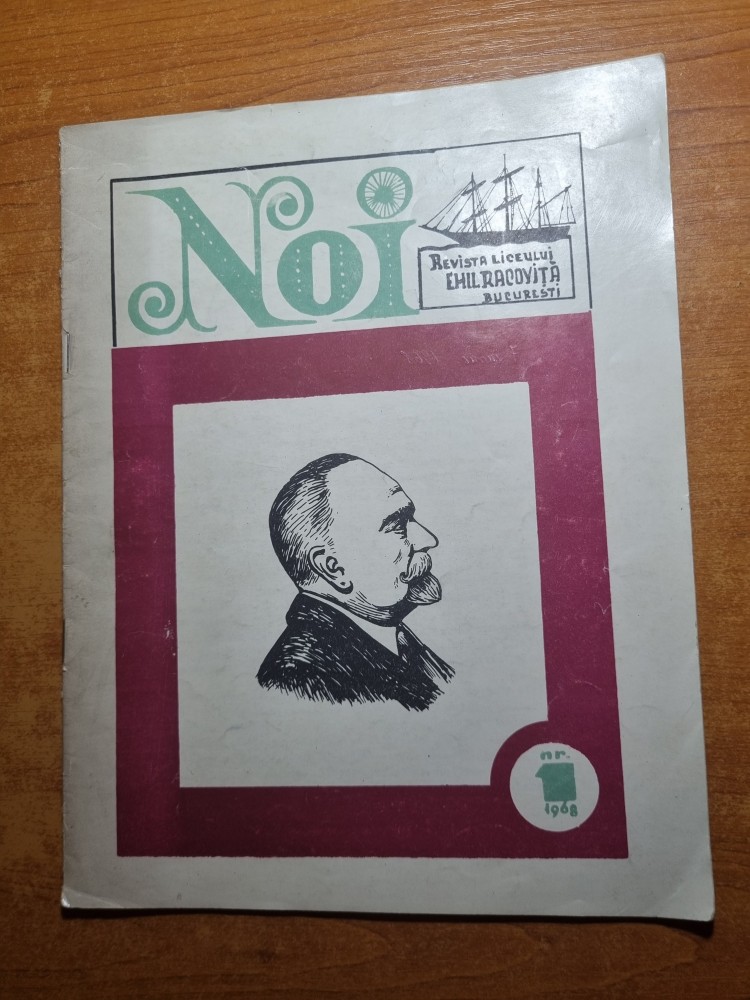 Noi
REVISTA LICEULUI
EMIL RACOVIȚĂ
BUCUREȘTI
nr.
1
1968